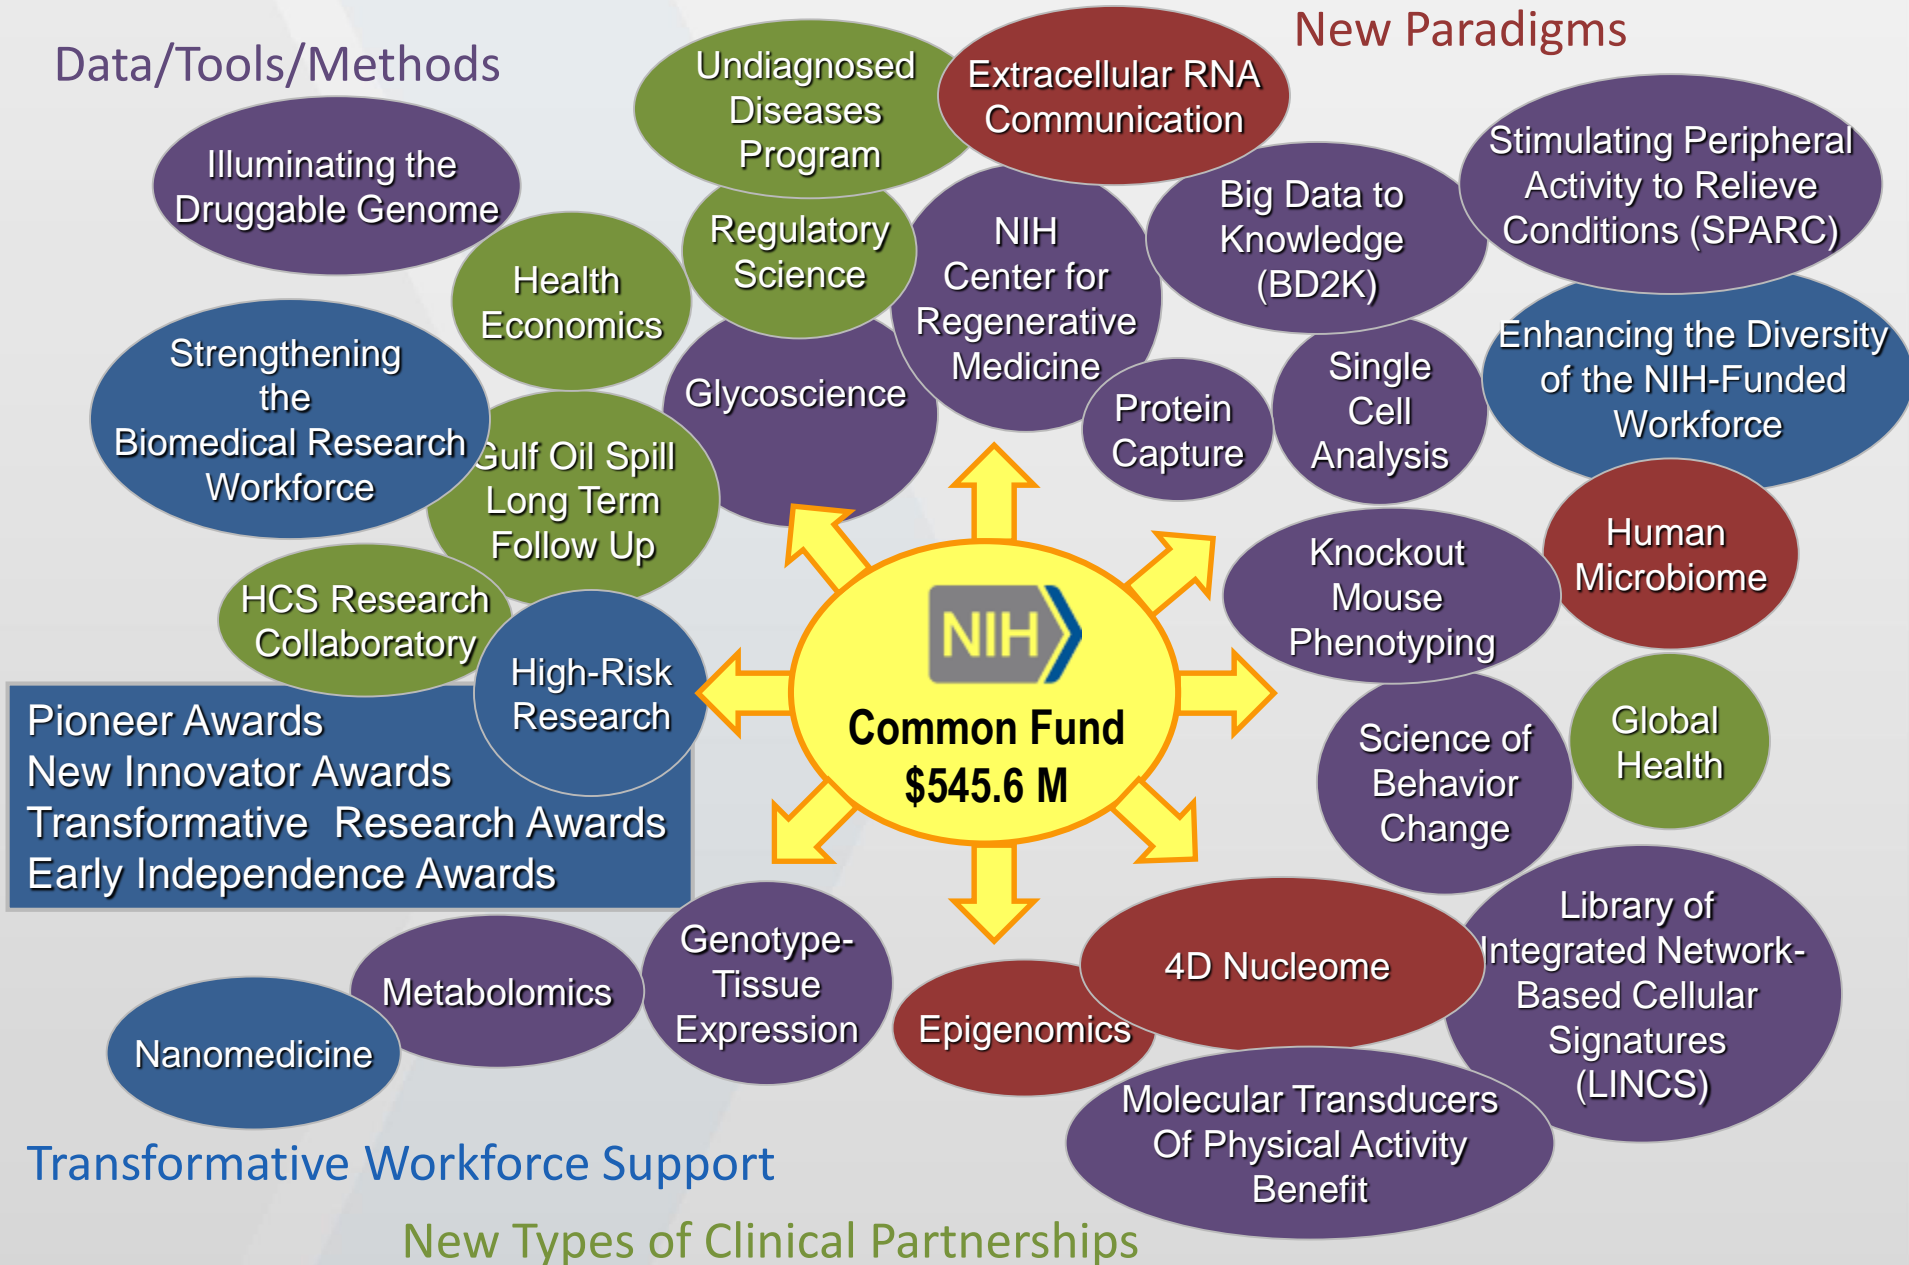 Data/Tools/Methods
New Paradigms
Undiagnosed
Diseases
Program
Extracellular RNA
Communication
Stimulating Peripheral
Activity to Relieve
Conditions (SPARC)
Illuminating the
Druggable Genome
Health
Economics
Regulatory
Science
NIH
Center for
Regenerative
Medicine
Big Data to
Knowledge
(BD2K)
Enhancing the Diversity
of the NIH-Funded
Workforce
Strengthening
the
Biomedical Research
Workforce
Glycoscience
Protein
Capture
Single
Cell
Analysis
Gulf Oil Spill
Long Term
Follow Up
Human
Microbiome
Knockout
Mouse
Phenotyping
HCS Research
Collaboratory
High-Risk
Research
NIH
Common Fund
$545.6 M
Pioneer Awards
New Innovator Awards
Transformative Research Awards
Early Independence Awards
Science of
Behavior
Change
Global
Health
Library of
Integrated Network-
Based Cellular
Signatures
(LINCS)
Genotype-
Tissue
Expression
4D Nucleome
Metabolomics
Epigenomics
Nanomedicine
Molecular Transducers
Of Physical Activity
Benefit
Transformative Workforce Support
New Types of Clinical Partnerships